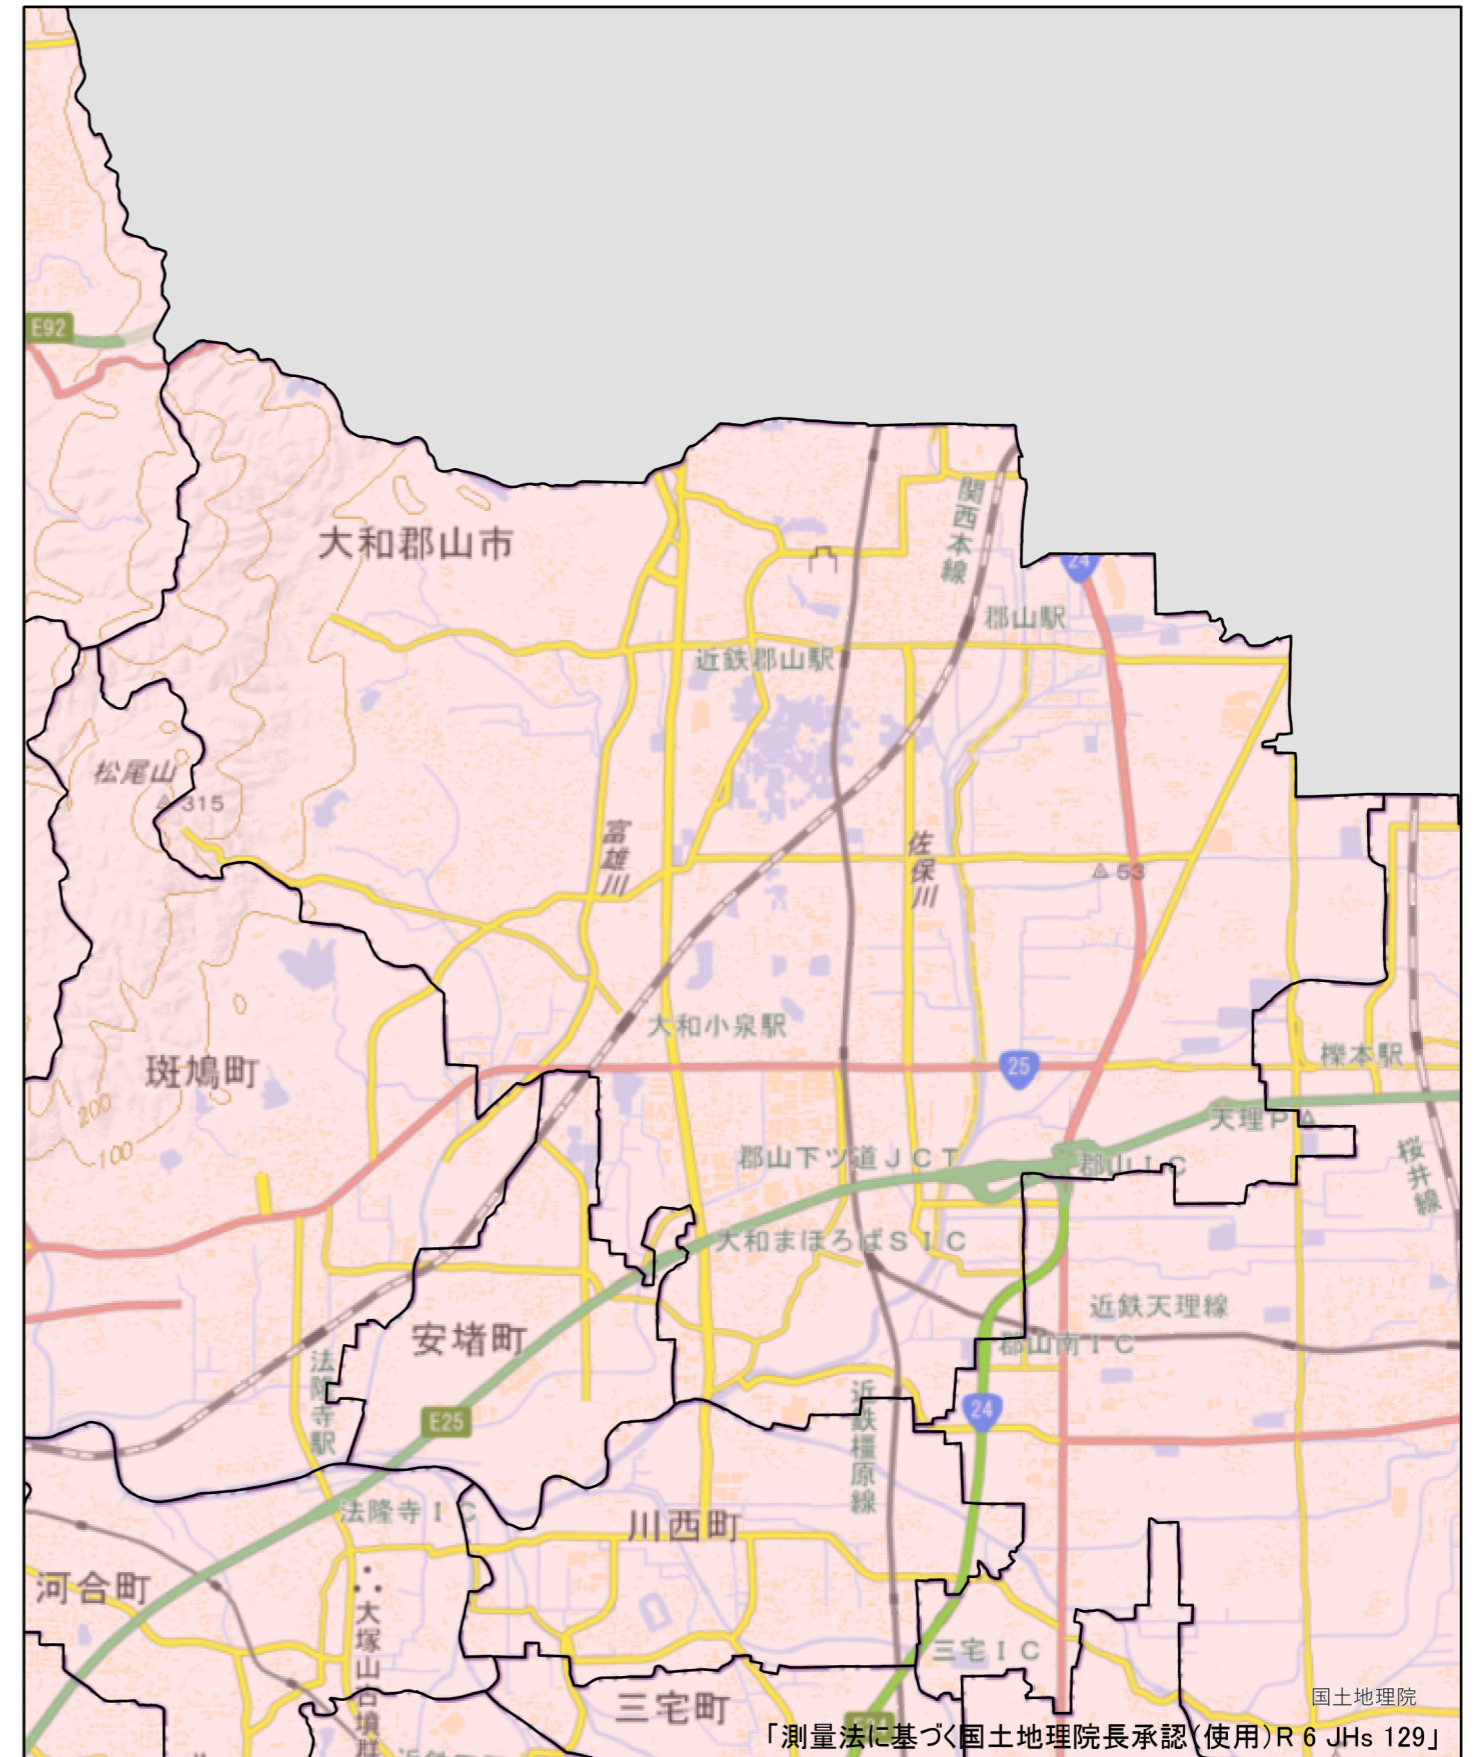 E92
大和郡山市
関西本線
24
郡山駅
近鉄郡山駅
松尾山
315
富雄川
佐保川
53
大和小泉駅
25
櫟本駅
斑鳩町
200
100
天理PA
郡山下ツ道JCT
郡山IC
桜井線
大和まほろばSIC
近鉄天理線
安堵町
郡山南IC
法隆寺駅
E25
近鉄橿原線
24
法隆寺IC
川西町
河合町
大塚山古墳群
三宅IC
三宅町
国土地理院
「測量法に基づく国土地理院長承認（使用）R 6 JHs 129」